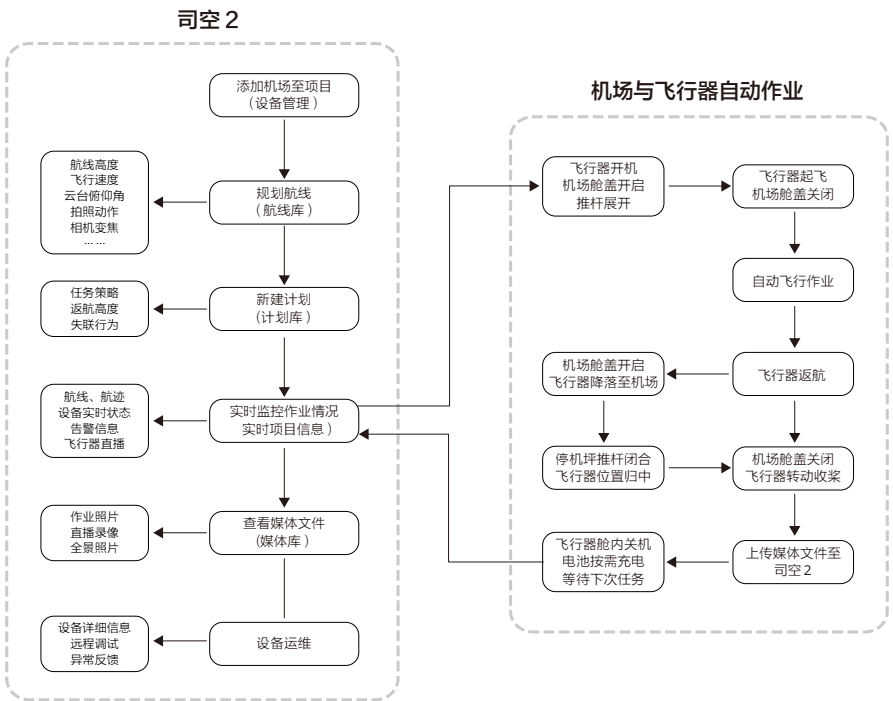 司空 2
添加机场至项目
（设备管理）
航线高度
飞行速度
云台俯仰角
拍照动作
相机变焦
... ...
规划航线
（航线库）
任务策略
返航高度
失联行为
新建计划
（计划库）
航线、航迹
设备实时状态
告警信息
飞行器直播
实时监控作业情况
实时项目信息）
作业照片
直播录像
全景照片
查看媒体文件
（媒体库）
设备详细信息
远程调试
异常反馈
设备运维
机场与飞行器自动作业
飞行器开机
机场舱盖开启
推杆展开
飞行器起飞
机场舱盖关闭
自动飞行作业
飞行器返航
机场舱盖开启
飞行器降落至机场
停机坪推杆闭合
飞行器位置归中
机场舱盖关闭
飞行器转动收桨
上传媒体文件至
司空 2
飞行器舱内关机
电池按需充电
等待下次任务